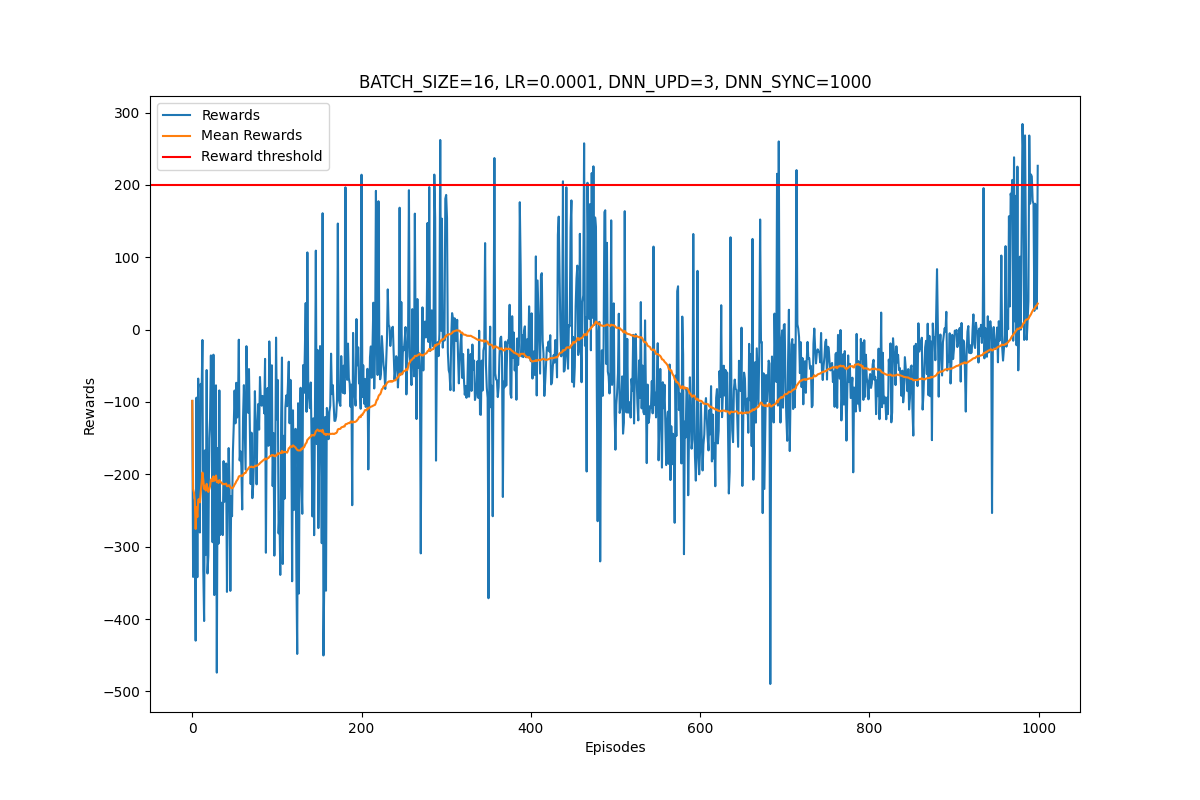 BATCH_SIZE=16, LR=0.0001, DNN_UPD=3, DNN_SYNC=1000
Rewards
Mean Rewards
Reward threshold
300
200
100
0
−100
−200
−300
−400
−500
Rewards
0
200
400
600
800
1000
Episodes